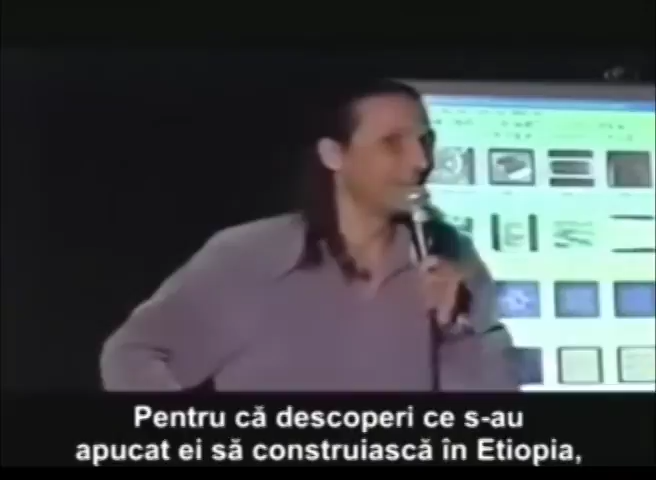 Pentru că descoperi ce s-au
apucat ei să construiască în Etiopia,